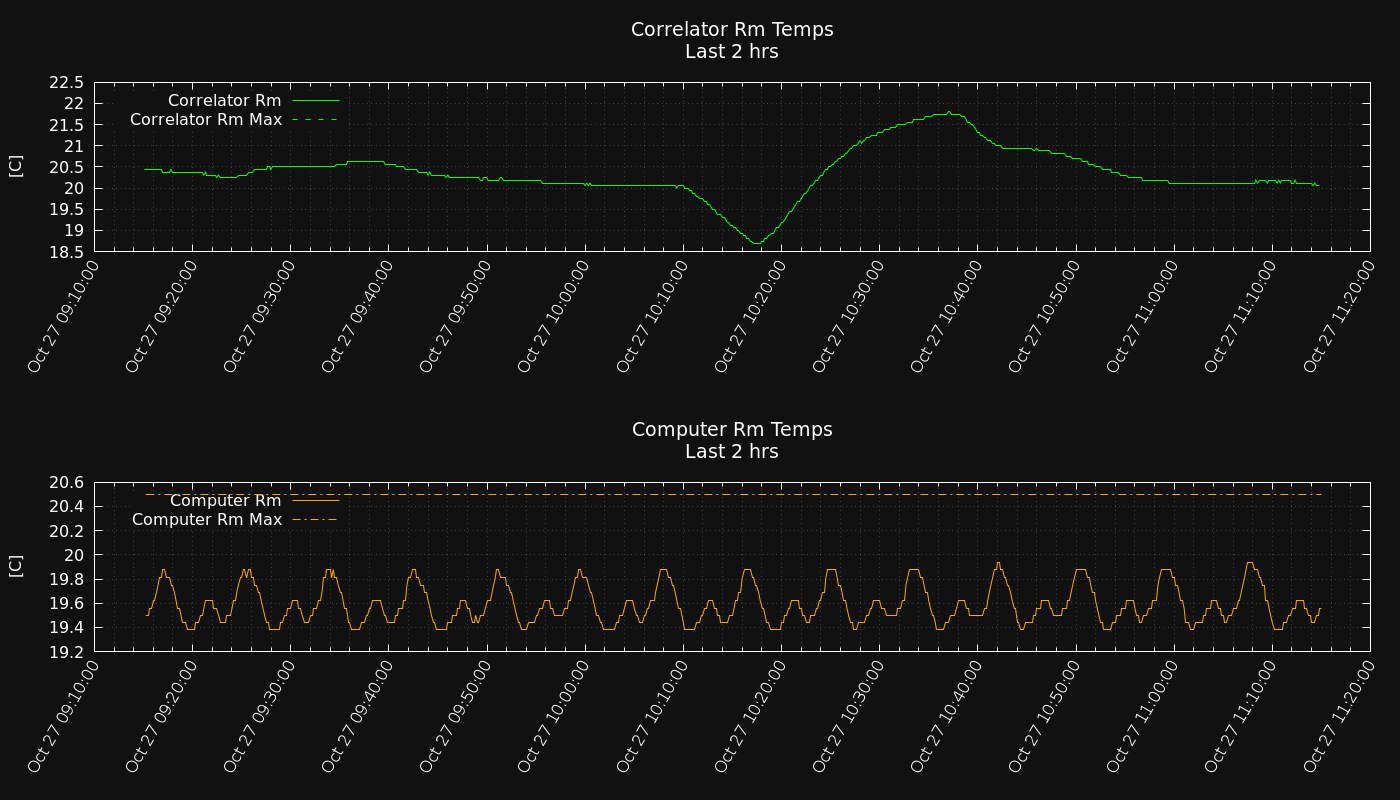 Correlator Rm Temps
Last 2 hrs
22.5
22
21.5
21
20.5
20
19.5
19
18.5
[C]
Correlator Rm
Correlator Rm Max
Oct 27 09:10:00
Oct 27 09:20:00
Oct 27 09:30:00
Oct 27 09:40:00
Oct 27 09:50:00
Oct 27 10:00:00
Oct 27 10:10:00
Oct 27 10:20:00
Oct 27 10:30:00
Oct 27 10:40:00
Oct 27 10:50:00
Oct 27 11:00:00
Oct 27 11:10:00
Oct 27 11:20:00
Computer Rm Temps
Last 2 hrs
20.6
20.4
20.2
20
19.8
19.6
19.4
19.2
[C]
Computer Rm
Computer Rm Max
Oct 27 09:10:00
Oct 27 09:20:00
Oct 27 09:30:00
Oct 27 09:40:00
Oct 27 09:50:00
Oct 27 10:00:00
Oct 27 10:10:00
Oct 27 10:20:00
Oct 27 10:30:00
Oct 27 10:40:00
Oct 27 10:50:00
Oct 27 11:00:00
Oct 27 11:10:00
Oct 27 11:20:00